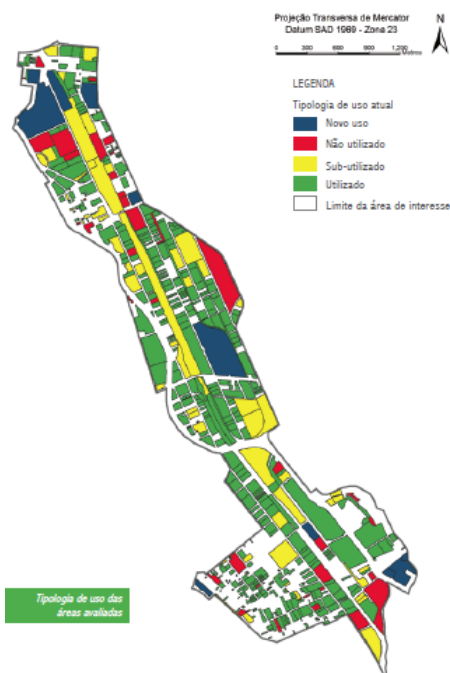 Projeção Transversa de Mercator
Datum SAD 1969 - Zona 23
N
0 300 600 900 1,200
Metros
LEGENDA
Tipologia de uso atual
Novo uso
Não utilizado
Sub-utilizado
Utilizado
Limite da área de interesse
Tipologia de uso das
áreas avaliadas